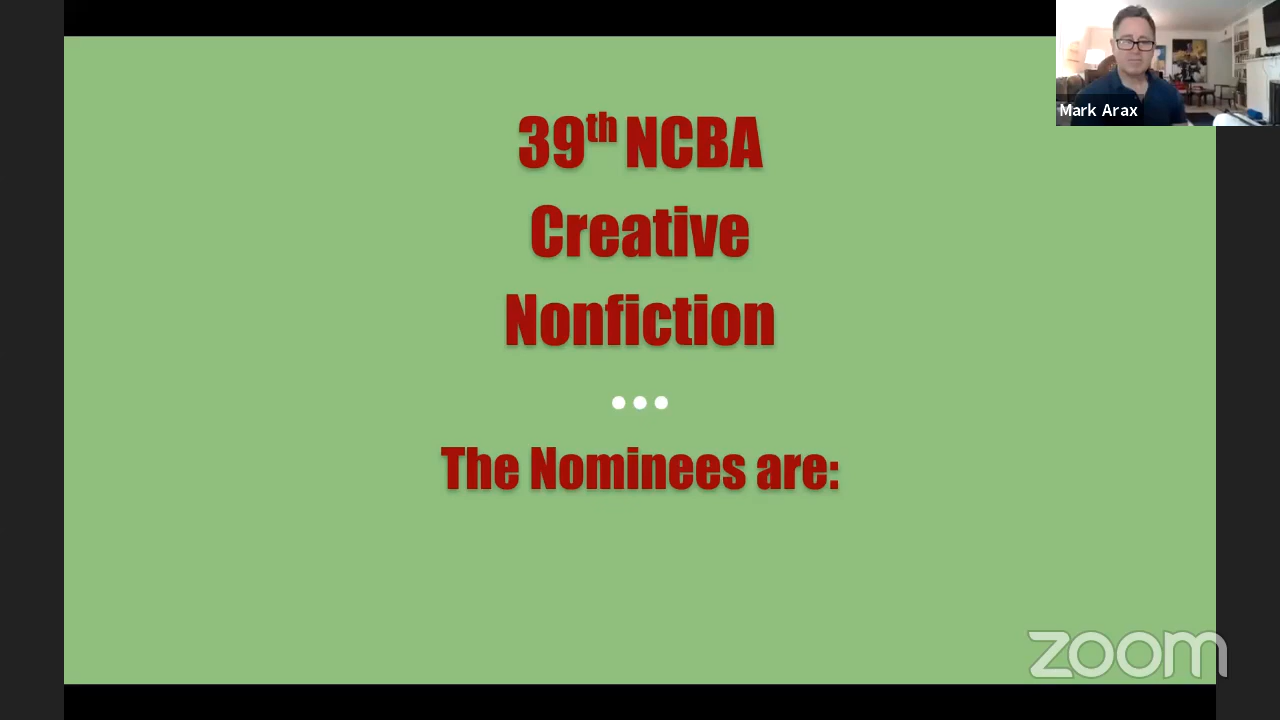 39th NCBA
Creative
Nonfiction
The Nominees are:
Mark Arax
zoom